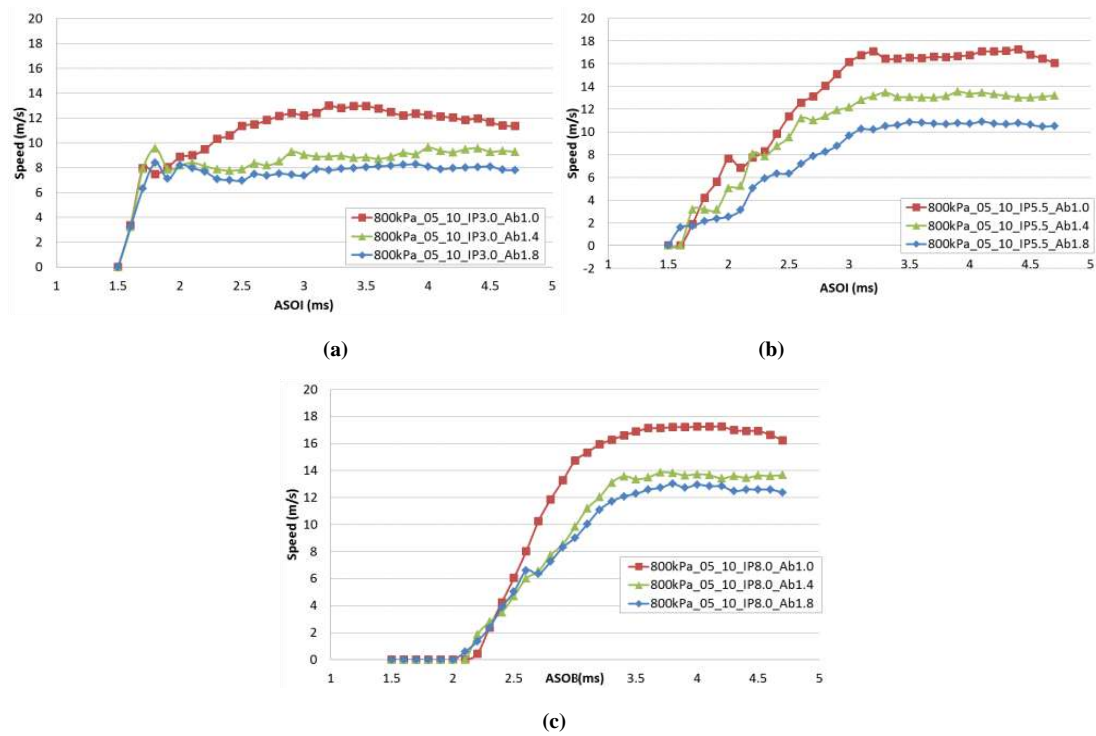 20
18
16
14
12
10
8
6
4
2
0
Speed (m/s)
800kPa_05_10_IP3.0_Ab1.0
800kPa_05_10_IP3.0_Ab1.4
800kPa_05_10_IP3.0_Ab1.8
1 1.5 2 2.5 3 3.5 4 4.5 5
ASOI (ms)
(a)
20
18
16
14
12
10
8
6
4
2
0
-2
Speed (m/s)
800kPa_05_10_IP5.5_Ab1.0
800kPa_05_10_IP5.5_Ab1.4
800kPa_05_10_IP5.5_Ab1.8
1 1.5 2 2.5 3 3.5 4 4.5 5
ASOI (ms)
(b)
20
18
16
14
12
10
8
6
4
2
0
Speed (m/s)
800kPa_05_10_IP8.0_Ab1.0
800kPa_05_10_IP8.0_Ab1.4
800kPa_05_10_IP8.0_Ab1.8
1 1.5 2 2.5 ASOB(ms) 3.5 4 4.5 5
(c)